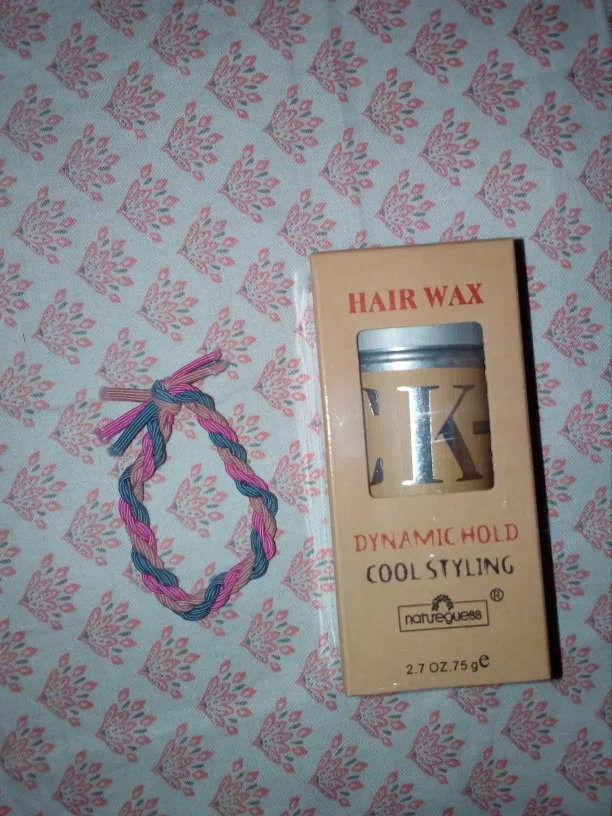 HAIR WAX
K-
DYNAMIC HOLD
COOL STYLING
natureguess ®
2.7 OZ.75 g e